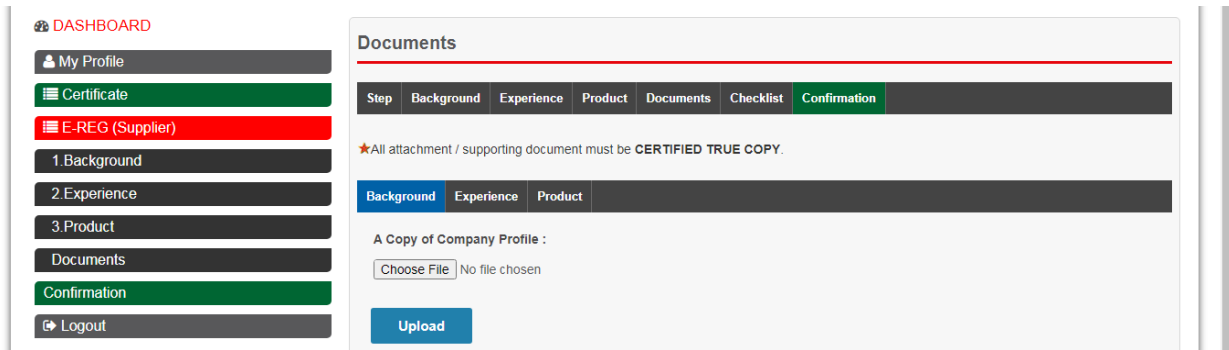 DASHBOARD
My Profile
Certificate
E-REG (Supplier)
1.Background
2.Experience
3.Product
Documents
Confirmation
Logout
Documents
Step Background Experience Product Documents Checklist Confirmation
All attachment / supporting document must be CERTIFIED TRUE COPY.
Background Experience Product
A Copy of Company Profile :
Choose File No file chosen
Upload